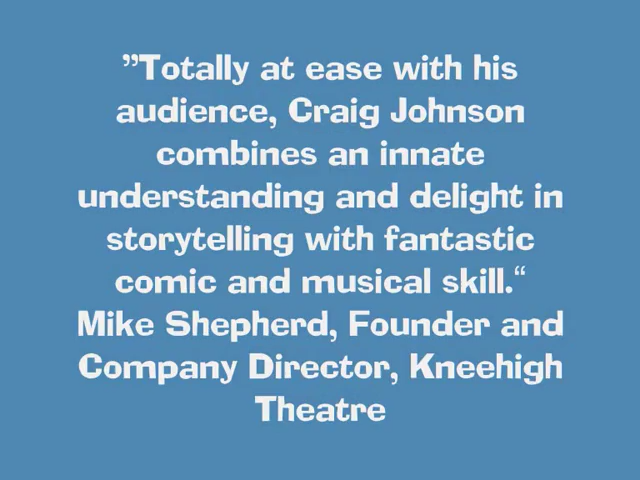 ”Totally at ease with his
audience, Craig Johnson
combines an innate
understanding and delight in
storytelling with fantastic
comic and musical skill.“
Mike Shepherd, Founder and
Company Director, Kneehigh
Theatre